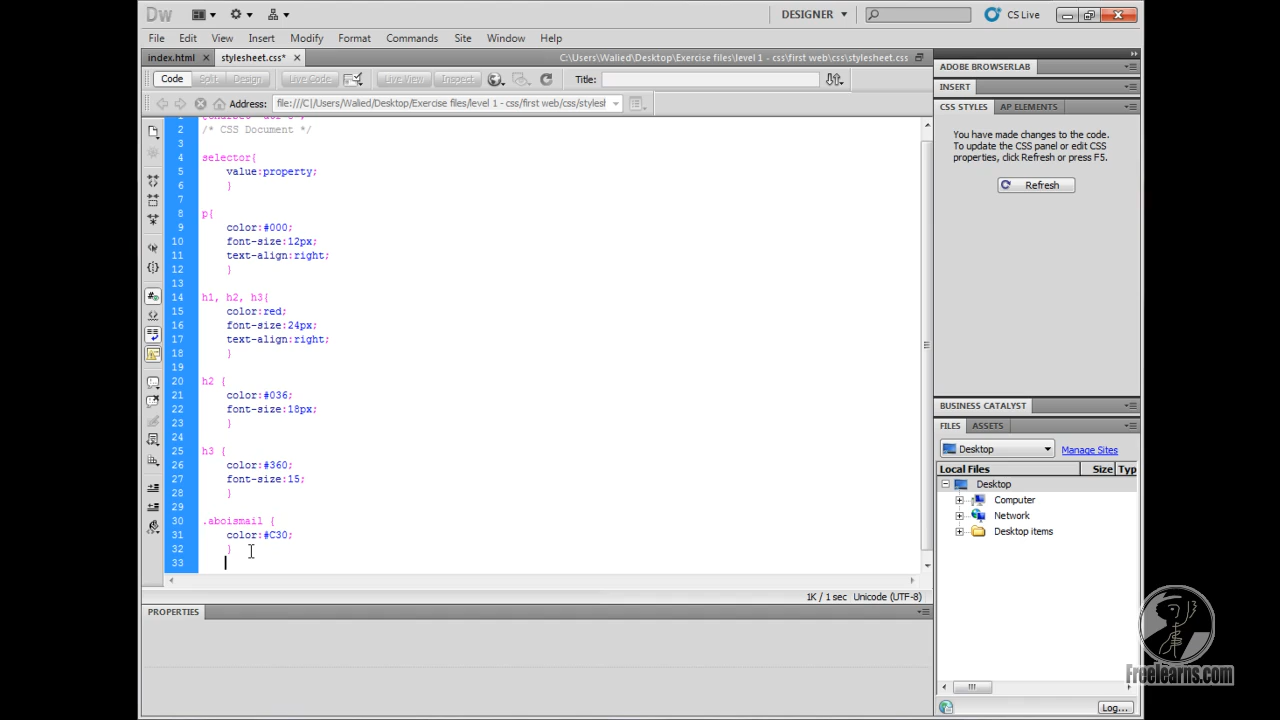 Dw
DESIGNER
CS Live
File Edit View Insert Modify Format Commands Site Window Help
index.html × stylesheet.css* × C:\Users\Walied\Desktop\Exercise files\level 1 - css\first web\css\stylesheet.css
Code Split Design Live Code Live View Inspect Title:
Address: file:///C|/Users/Walied/Desktop/Exercise files/level 1 - css/first web/css/stylesl
2 /* CSS Document */
3
4 selector{
5 value:property;
6 }
7
8 p{
9 color:#000;
10 font-size:12px;
11 text-align:right;
12 }
13
14 h1, h2, h3{
15 color:red;
16 font-size:24px;
17 text-align:right;
18 }
19
20 h2 {
21 color:#036;
22 font-size:18px;
23 }
24
25 h3 {
26 color:#360;
27 font-size:15;
28 }
29
30 .aboismail {
31 color:#C30;
32 }
33
1K / 1 sec Unicode (UTF-8)
PROPERTIES
ADOBE BROWSERLAB
INSERT
CSS STYLES AP ELEMENTS
You have made changes to the code.
To update the CSS panel or edit CSS
properties, click Refresh or press F5.
Refresh
BUSINESS CATALYST
FILES ASSETS
Desktop Manage Sites
Local Files Size Typ
Desktop
Computer
Network
Desktop items
Log...
Freelearns.com